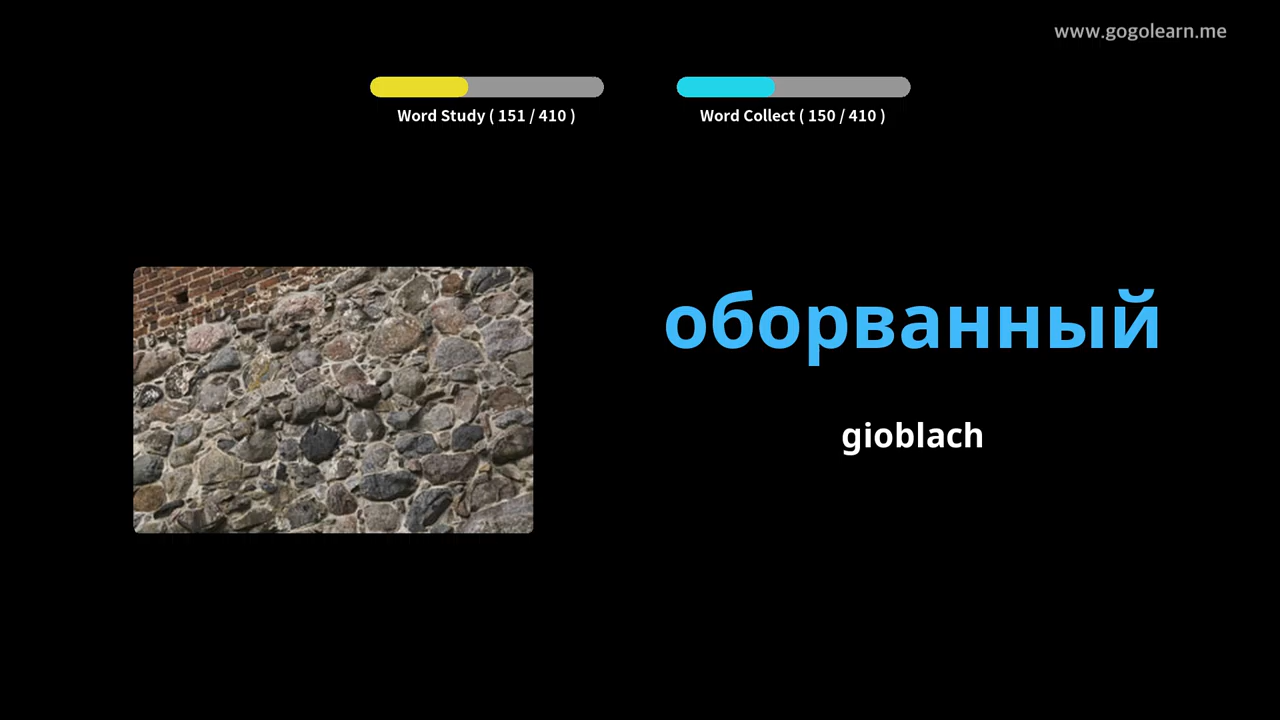 www.gogolearn.me
Word Study ( 151 / 410 )
Word Collect ( 150 / 410 )
оборванный
gioblach